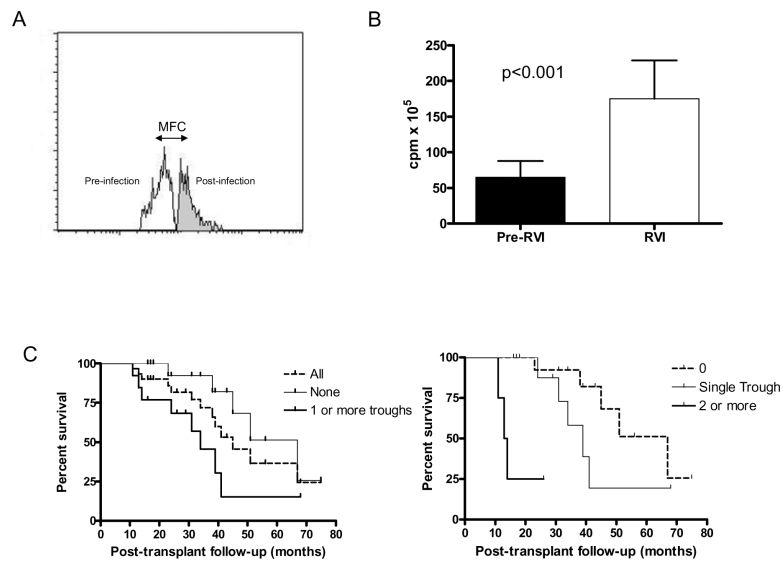 A
MFC
Pre-infection
Post-infection
B
250
200
150
100
50
0
cpm x 10^5
p<0.001
Pre-RVI
RVI
C
100
75
50
25
0
Percent survival
0 10 20 30 40 50 60 70 80
Post-transplant follow-up (months)
All
None
1 or more troughs
100
75
50
25
0
Percent survival
0 10 20 30 40 50 60 70 80
Post-transplant follow-up (months)
0
Single Trough
2 or more